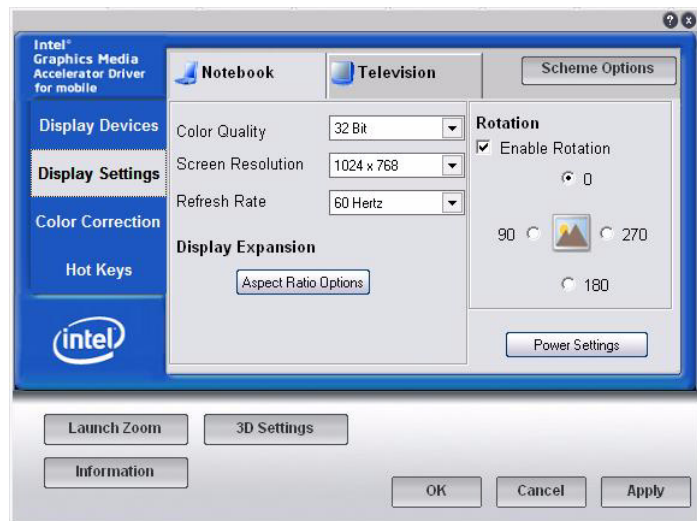 Intel®
Graphics Media
Accelerator Driver
for mobile
Notebook
Television
Scheme Options
Display Devices
Display Settings
Color Correction
Hot Keys
intel
Color Quality
32 Bit
Screen Resolution
1024 x 768
Refresh Rate
60 Hertz
Display Expansion
Aspect Ratio Options
Rotation
Enable Rotation
0
90
270
180
Power Settings
Launch Zoom
3D Settings
Information
OK
Cancel
Apply